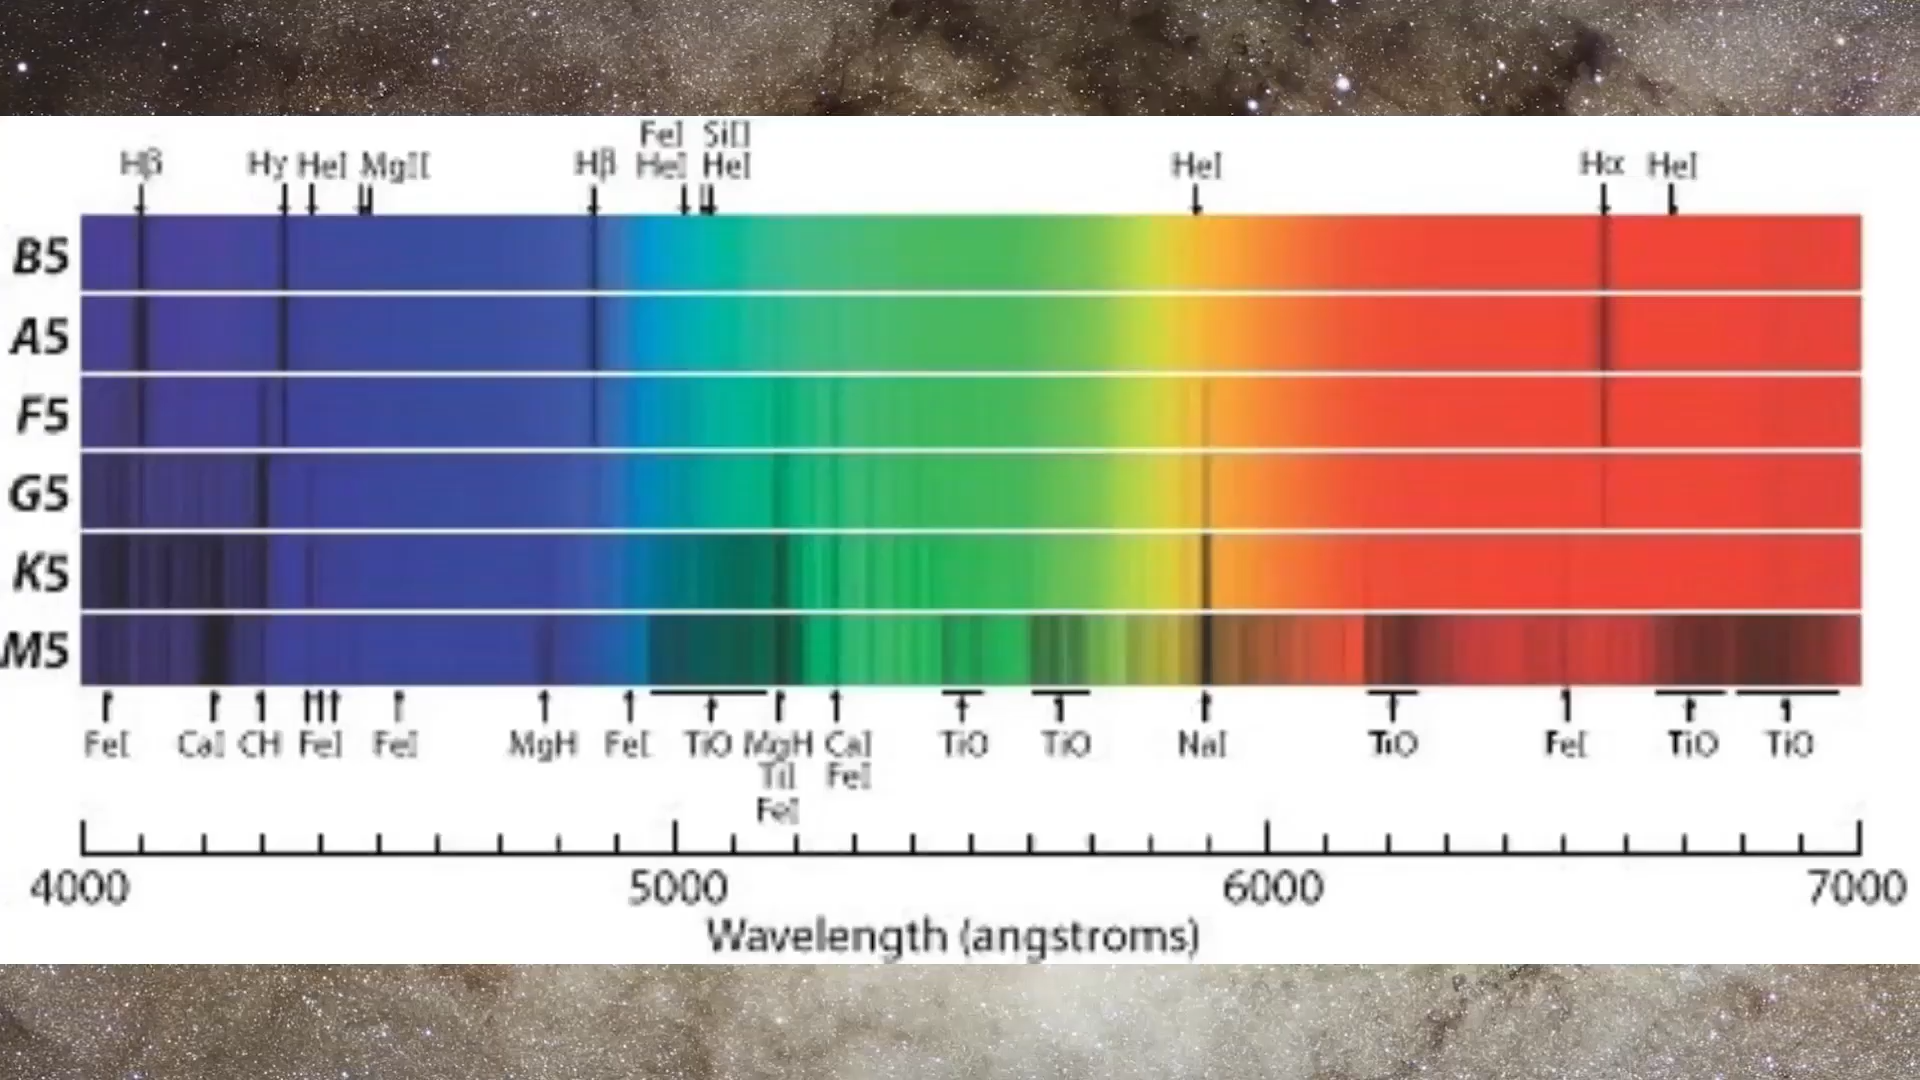 FeI SiII
Hβ Hγ HeI MgII Hβ HeI HeI HeI Hα HeI
B5
A5
F5
G5
K5
M5
FeI CaI CH FeI FeI MgH FeI TiO MgH CaI TiO TiO NaI TiO FeI TiO TiO
TiI FeI
FeI
4000 5000 6000 7000
Wavelength (angstroms)